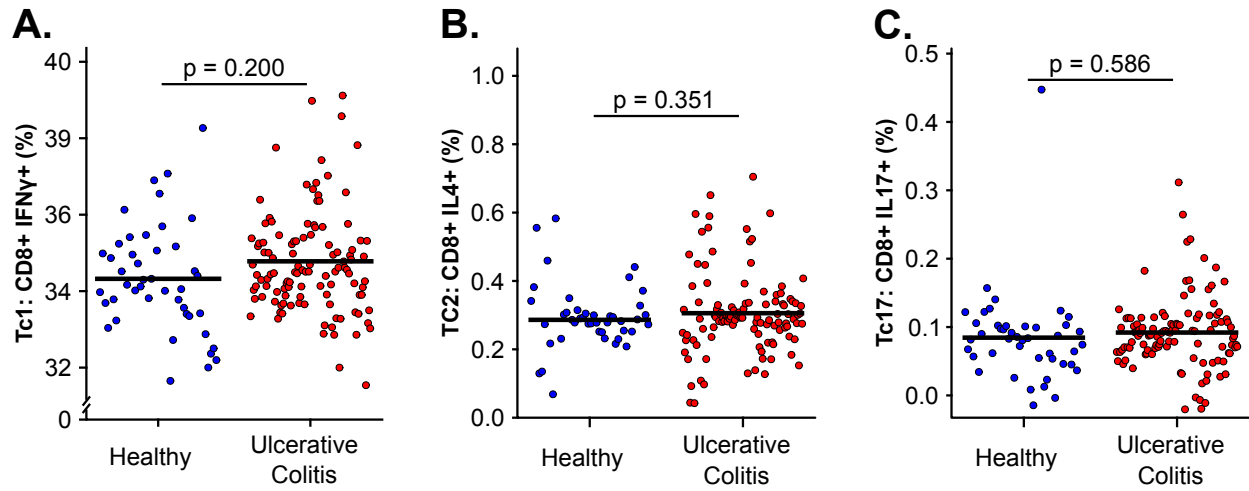 A.
p = 0.200
Tc1: CD8+ IFNγ+ (%)
40
39
36
34
32
0
Healthy
Ulcerative
Colitis
B.
p = 0.351
TC2: CD8+ IL4+ (%)
1.0
0.8
0.6
0.4
0.2
0.0
Healthy
Ulcerative
Colitis
C.
p = 0.586
Tc17: CD8+ IL17+ (%)
0.5
0.4
0.3
0.2
0.1
0.0
Healthy
Ulcerative
Colitis